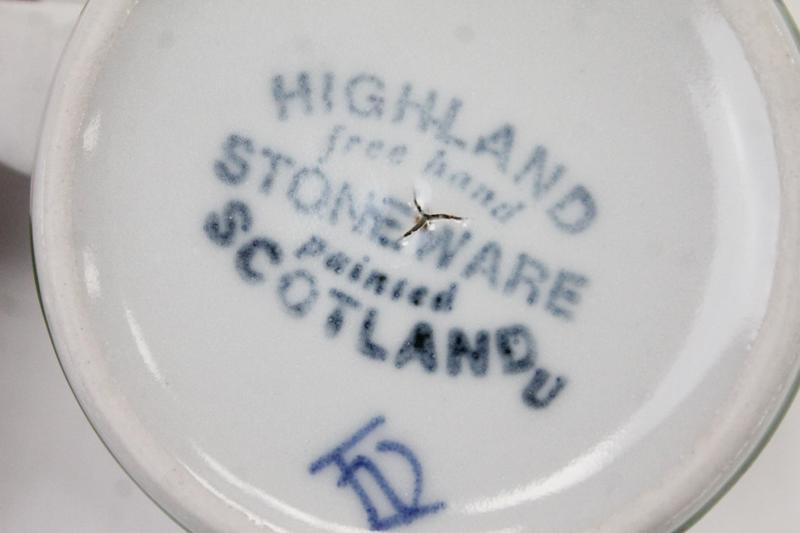 HIGHLAND
free hand
STONEWARE
painted
SCOTLAND U